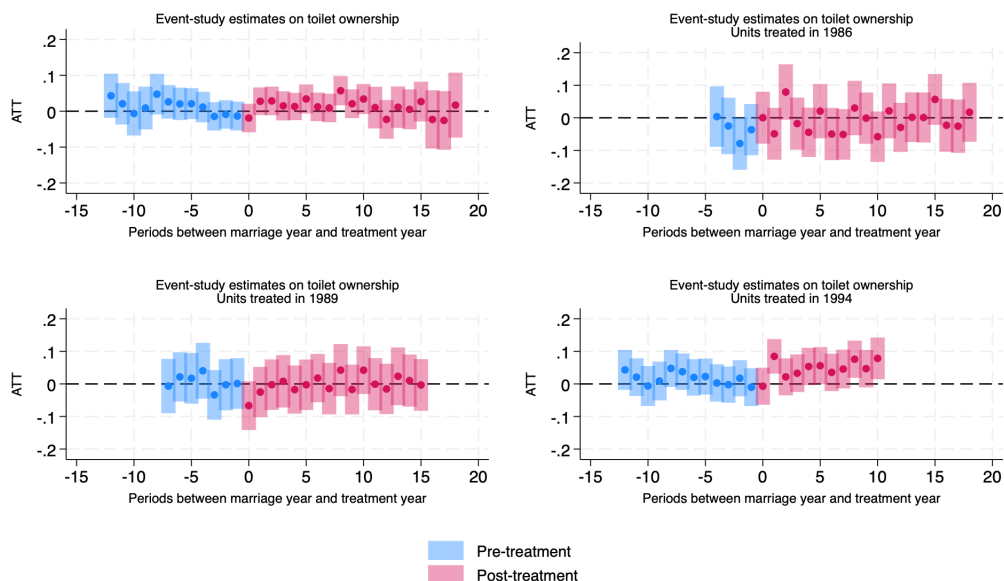 Event-study estimates on toilet ownership
.2
.1
0
-.1
-.2
ATT
-15 -10 -5 0 5 10 15 20
Periods between marriage year and treatment year
Event-study estimates on toilet ownership
Units treated in 1986
.2
.1
0
-.1
-.2
ATT
-15 -10 -5 0 5 10 15 20
Periods between marriage year and treatment year
Event-study estimates on toilet ownership
Units treated in 1989
.2
.1
0
-.1
-.2
ATT
-15 -10 -5 0 5 10 15 20
Periods between marriage year and treatment year
Event-study estimates on toilet ownership
Units treated in 1994
.2
.1
0
-.1
-.2
ATT
-15 -10 -5 0 5 10 15 20
Periods between marriage year and treatment year
Pre-treatment
Post-treatment